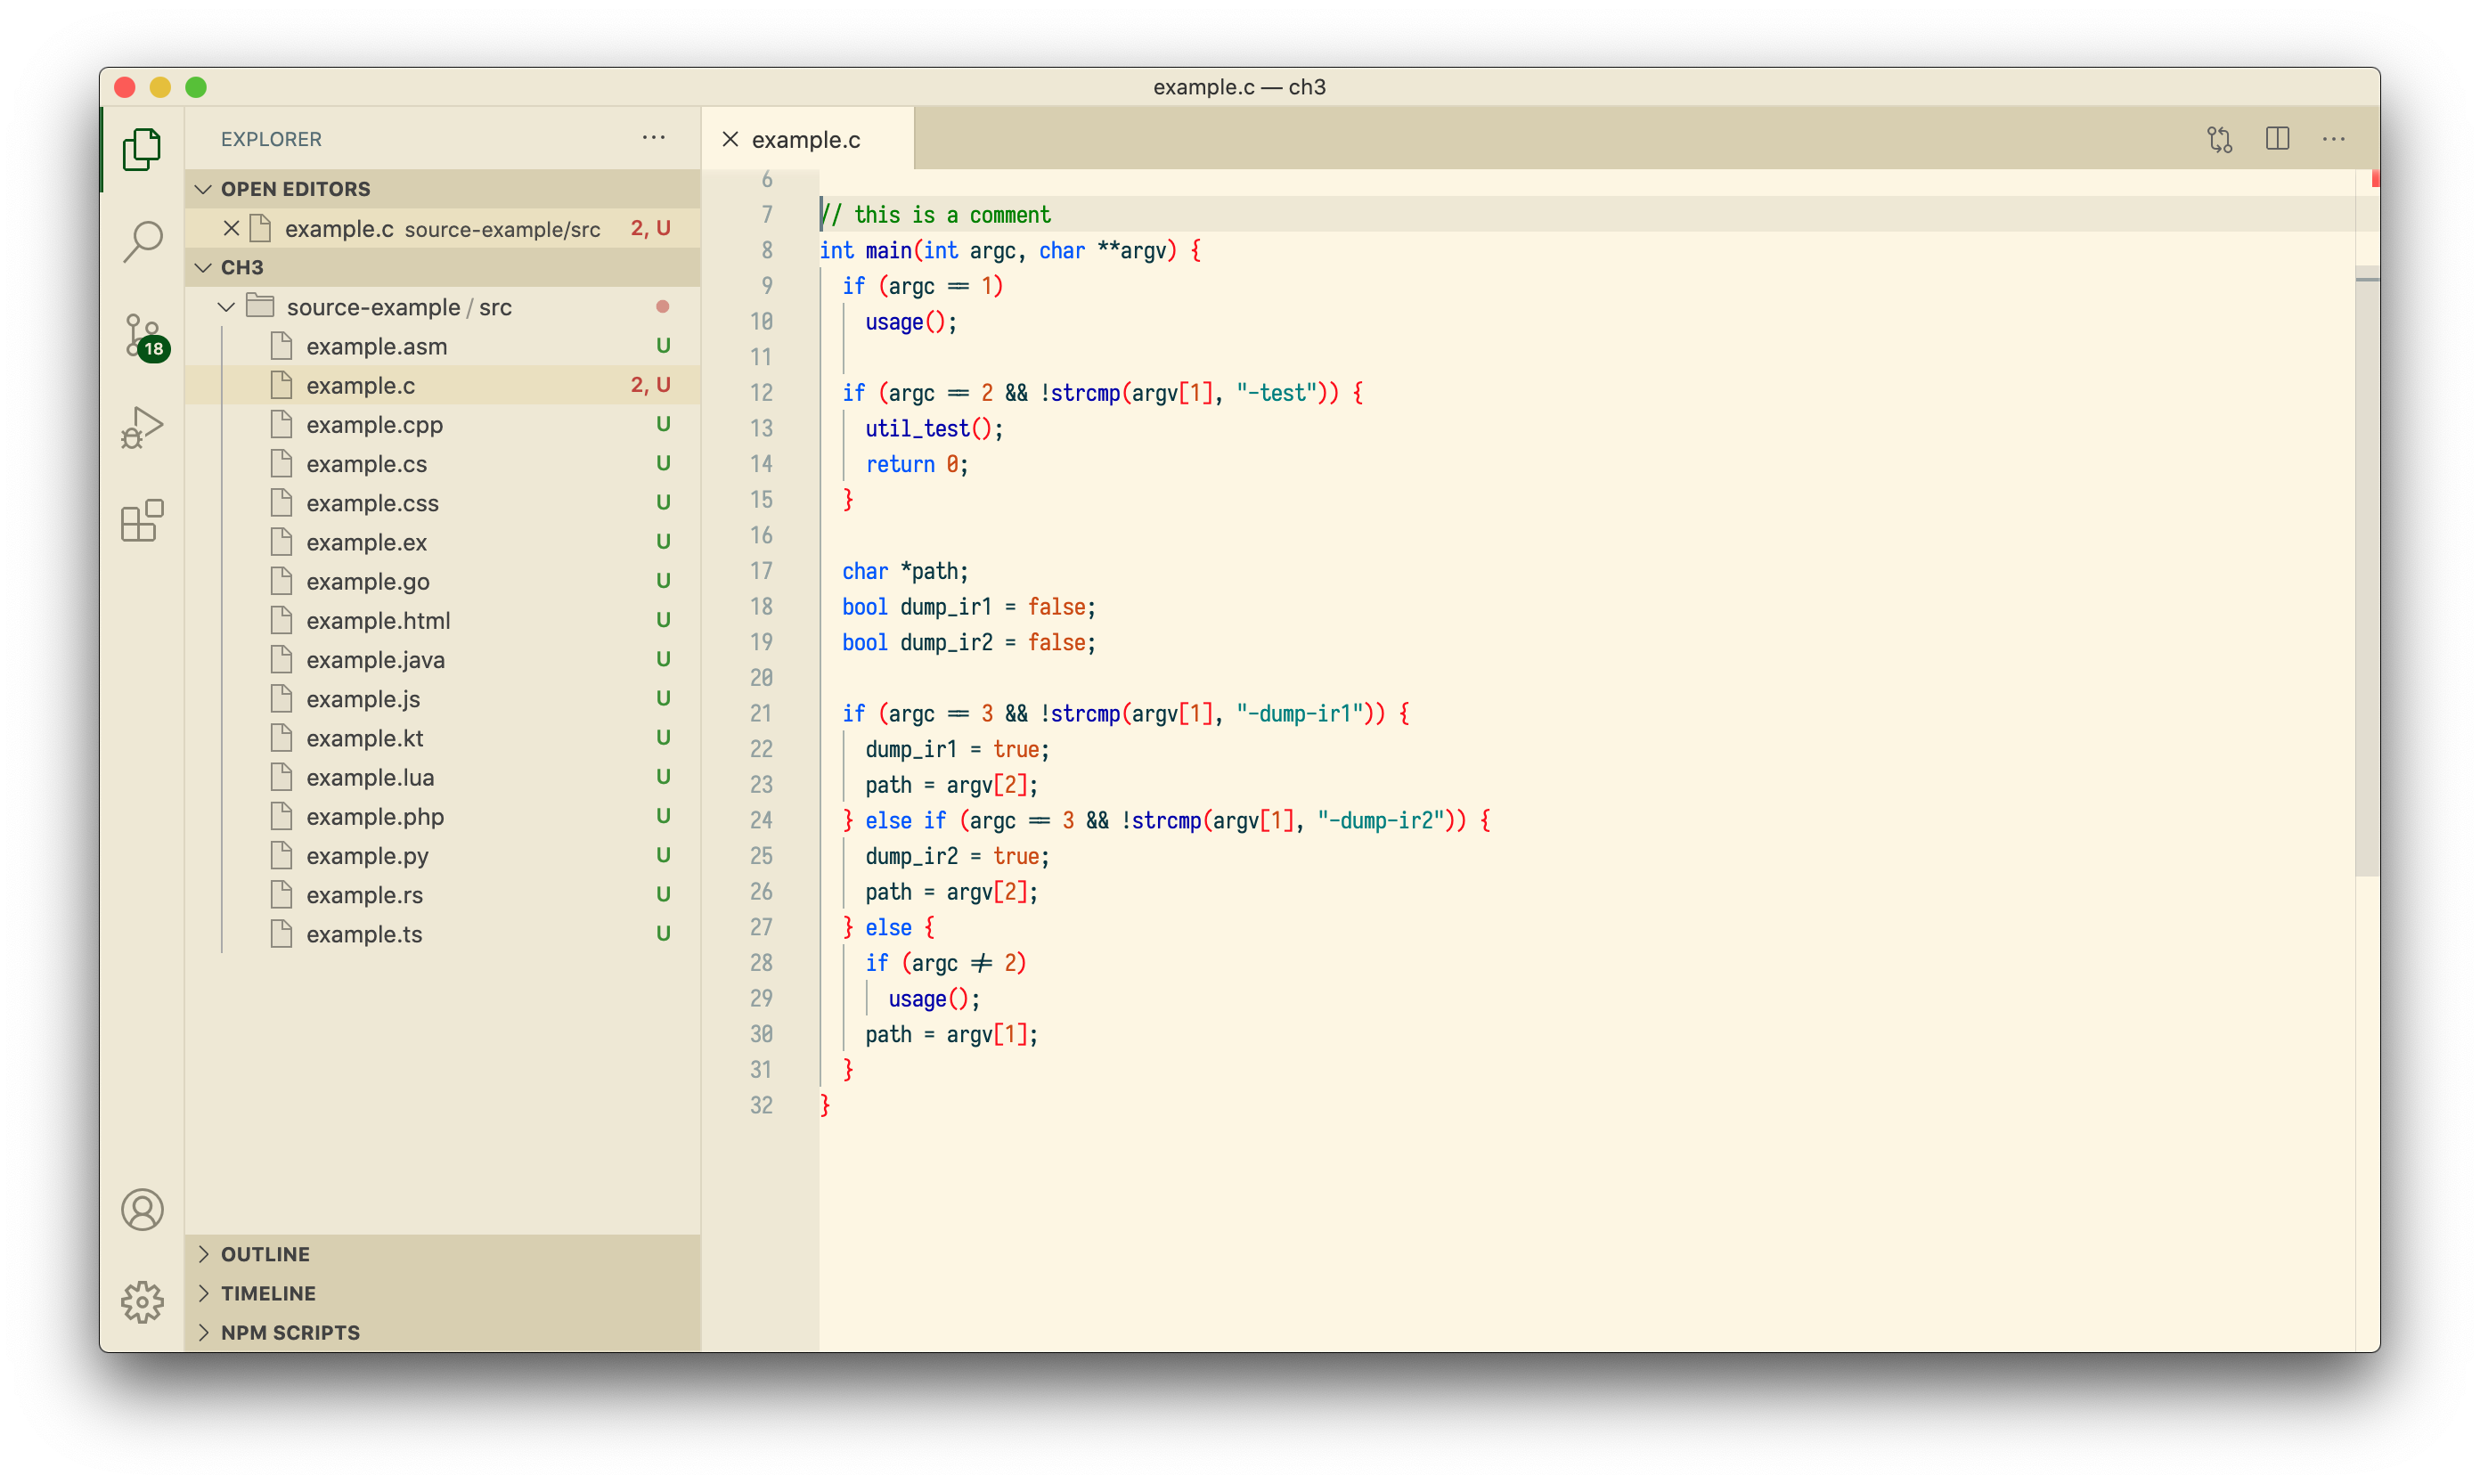 example.c — ch3
EXPLORER
OPEN EDITORS
example.c source-example/src 2, U
CH3
source-example / src
example.asm U
example.c 2, U
example.cpp U
example.cs U
example.css U
example.ex U
example.go U
example.html U
example.java U
example.js U
example.kt U
example.lua U
example.php U
example.py U
example.rs U
example.ts U
OUTLINE
TIMELINE
NPM SCRIPTS
18
example.c
6
7 // this is a comment
8 int main(int argc, char **argv) {
9 if (argc == 1)
10 usage();
11
12 if (argc == 2 && !strcmp(argv[1], "-test")) {
13 util_test();
14 return 0;
15 }
16
17 char *path;
18 bool dump_ir1 = false;
19 bool dump_ir2 = false;
20
21 if (argc == 3 && !strcmp(argv[1], "-dump-ir1")) {
22 dump_ir1 = true;
23 path = argv[2];
24 } else if (argc == 3 && !strcmp(argv[1], "-dump-ir2")) {
25 dump_ir2 = true;
26 path = argv[2];
27 } else {
28 if (argc != 2)
29 usage();
30 path = argv[1];
31 }
32 }